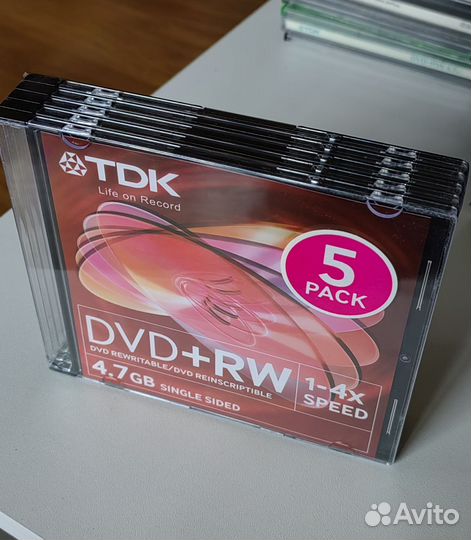 TDK
TDK
Life on Record
5
PACK
DVD+RW
DVD REWRITABLE/DVD REINSCRIPTIBLE
4.7GB SINGLE SIDED
1-4x
SPEED
Avito